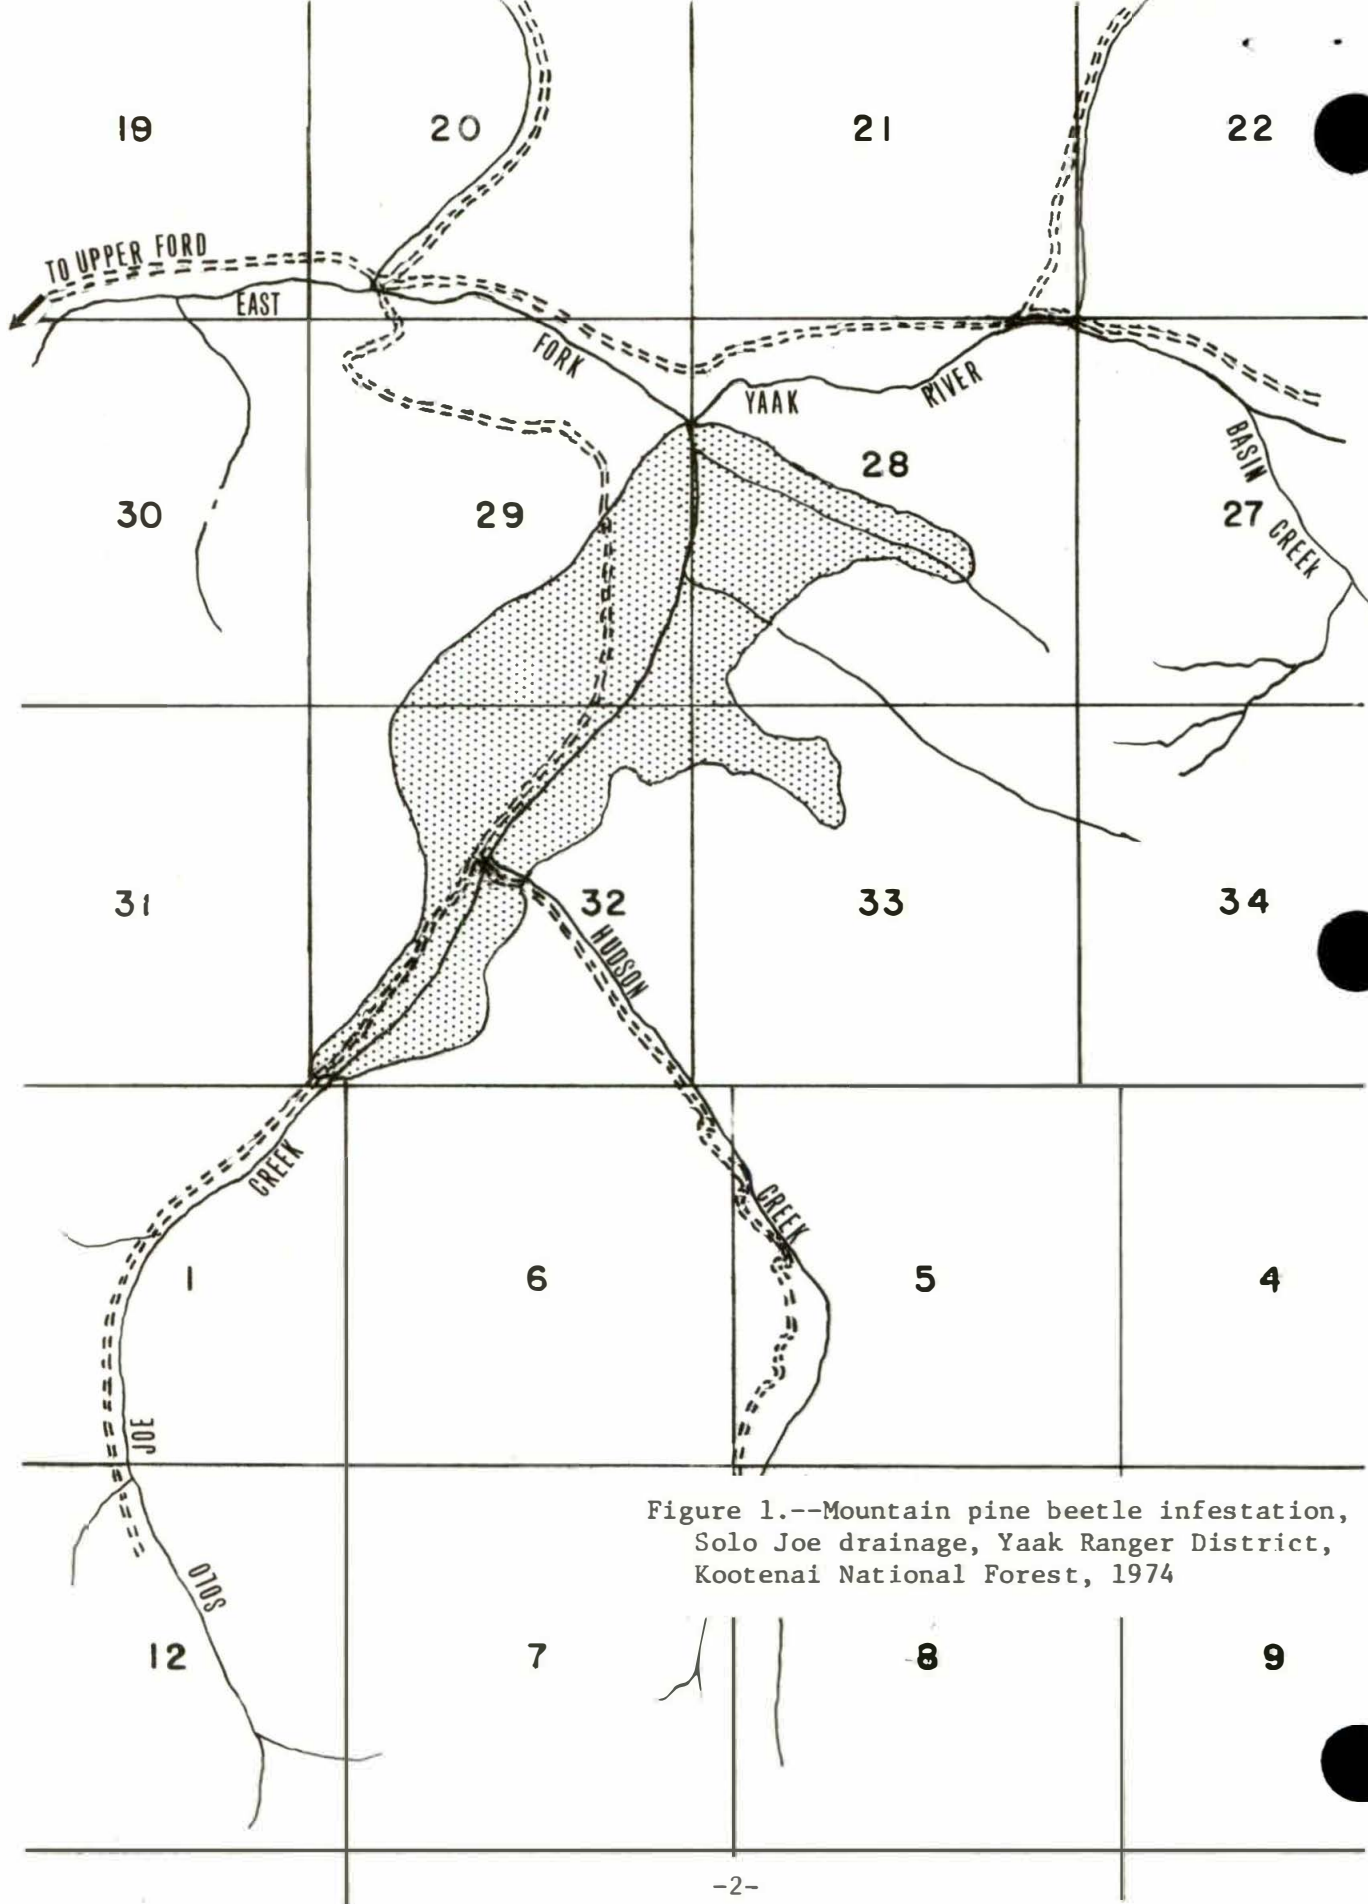 19
20
21
22
TO UPPER FORD
EAST
FORK
YAAK
RIVER
BASIN
CREEK
30
29
28
27
31
32
33
34
HUDSON
CREEK
CREEK
1
6
5
4
JOE
SOLO
Figure 1.--Mountain pine beetle infestation,
Solo Joe drainage, Yaak Ranger District,
Kootenai National Forest, 1974
12
7
8
9
-2-